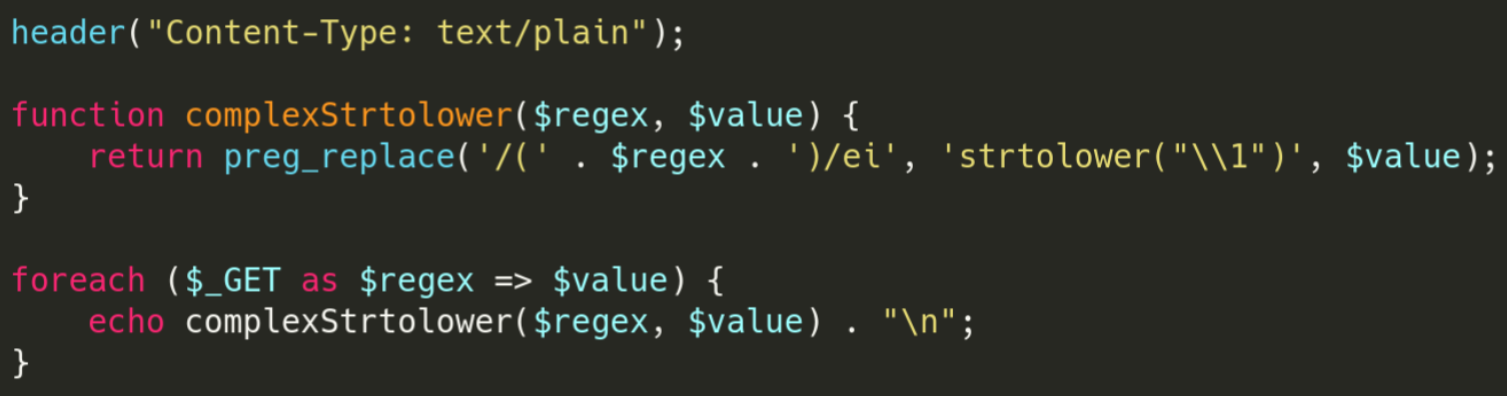 header("Content-Type: text/plain");
function complexStrtolower($regex, $value) {
return preg_replace('/(' . $regex . ')/ei', 'strtolower("\\1")', $value);
}
foreach ($_GET as $regex => $value) {
echo complexStrtolower($regex, $value) . "\n";
}